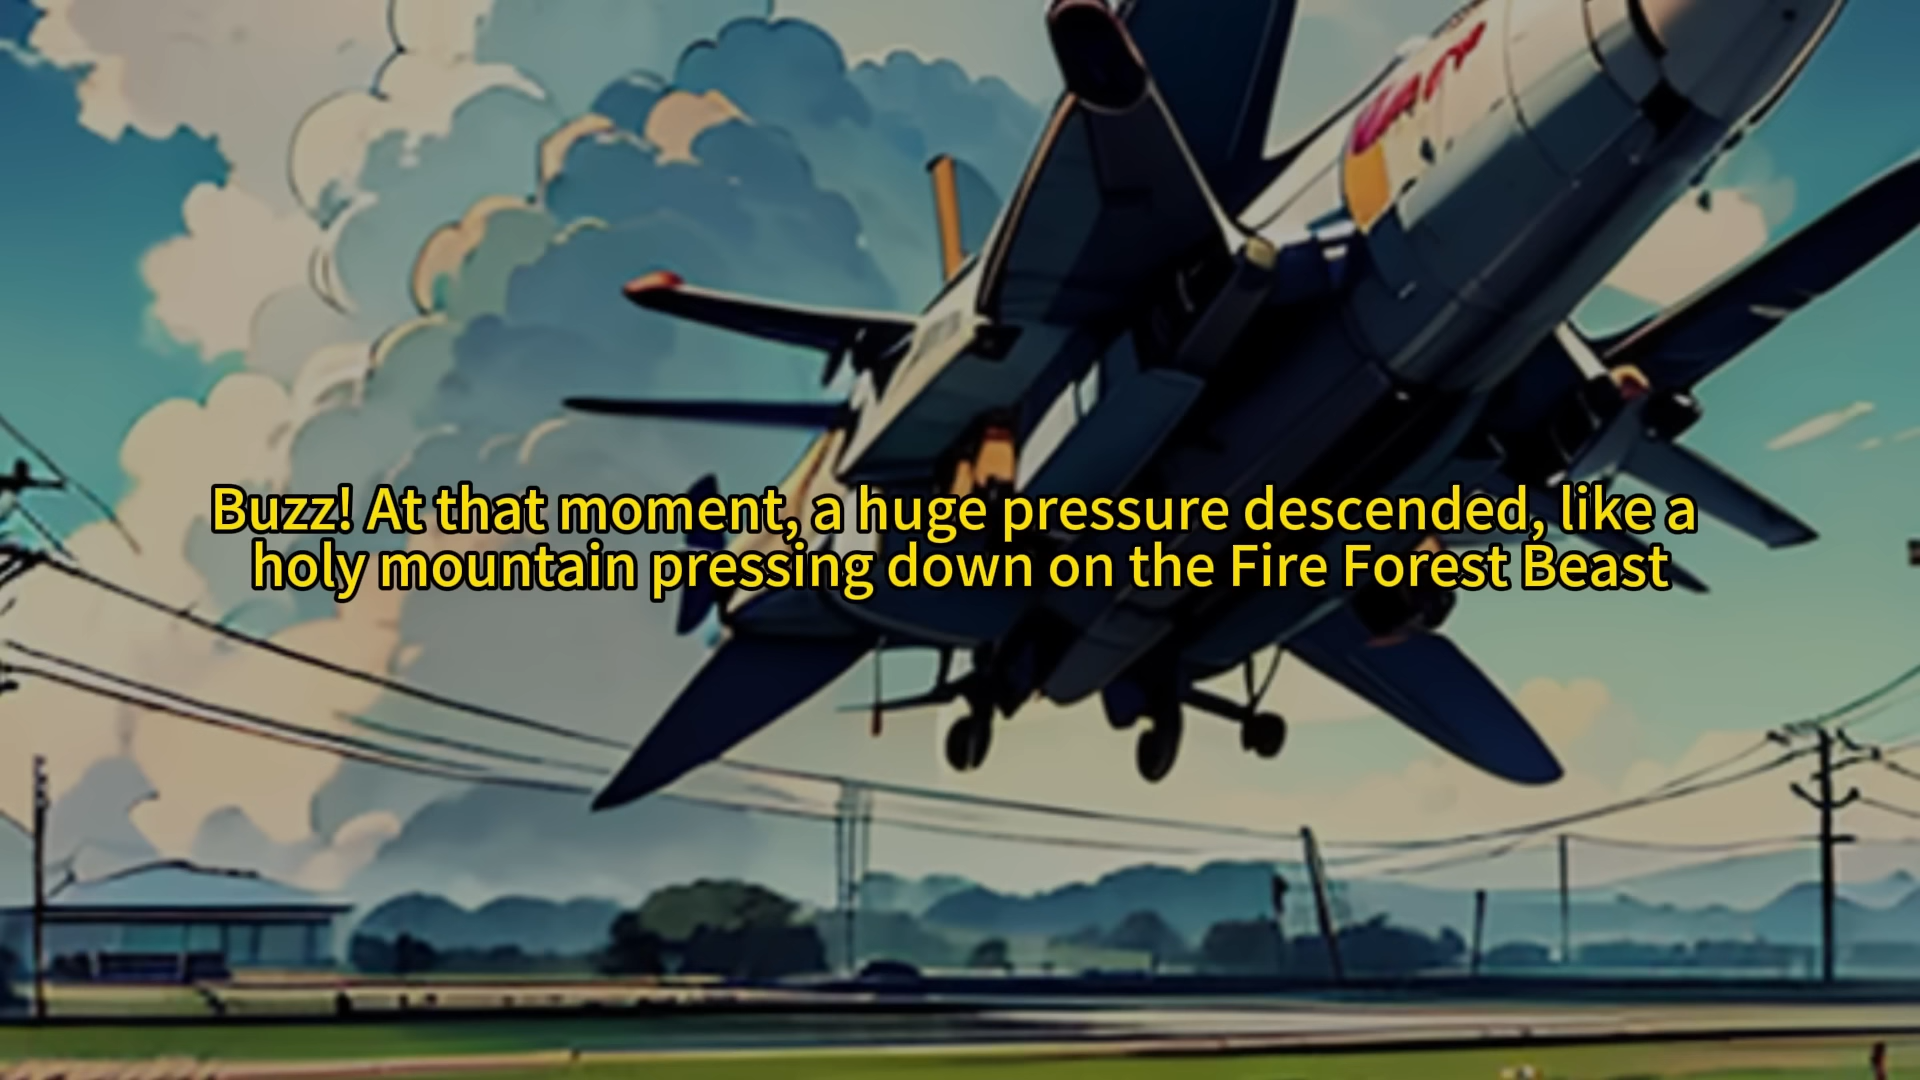 Buzz! At that moment, a huge pressure descended, like a
holy mountain pressing down on the Fire Forest Beast